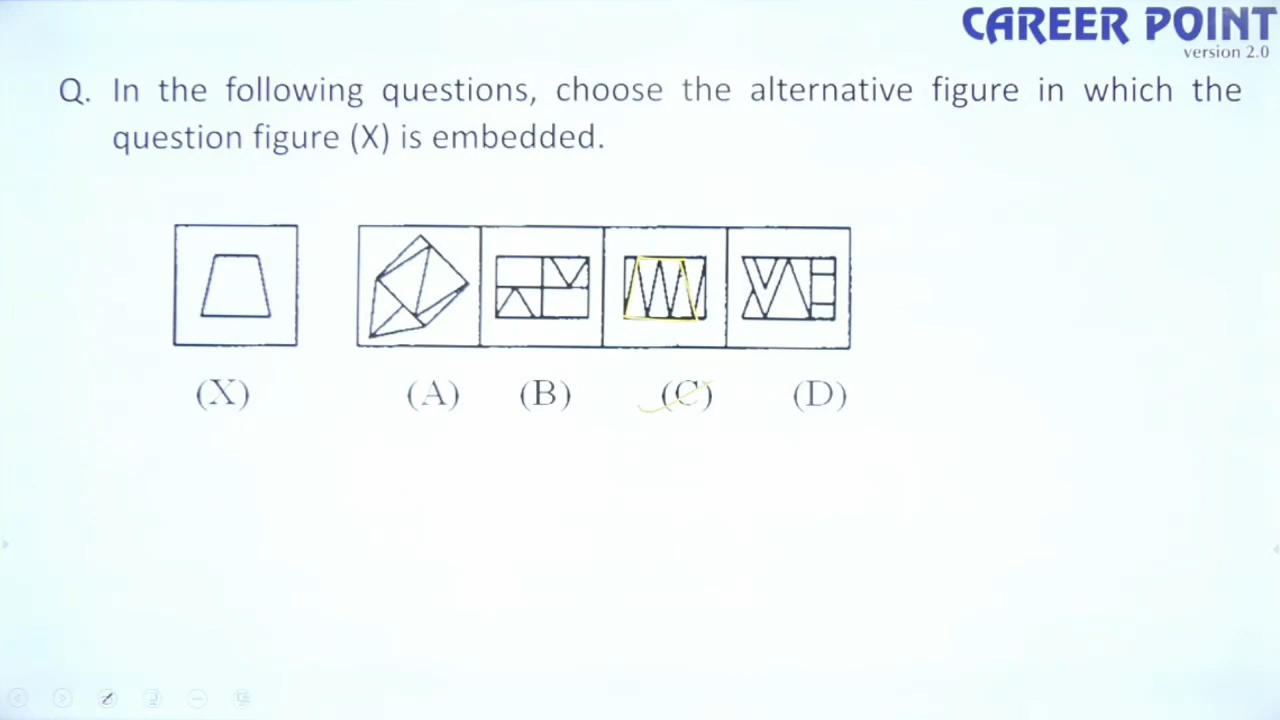 CAREER POINT
version 2.0
Q. In the following questions, choose the alternative figure in which the
question figure (X) is embedded.
(X) (A) (B) (C) (D)